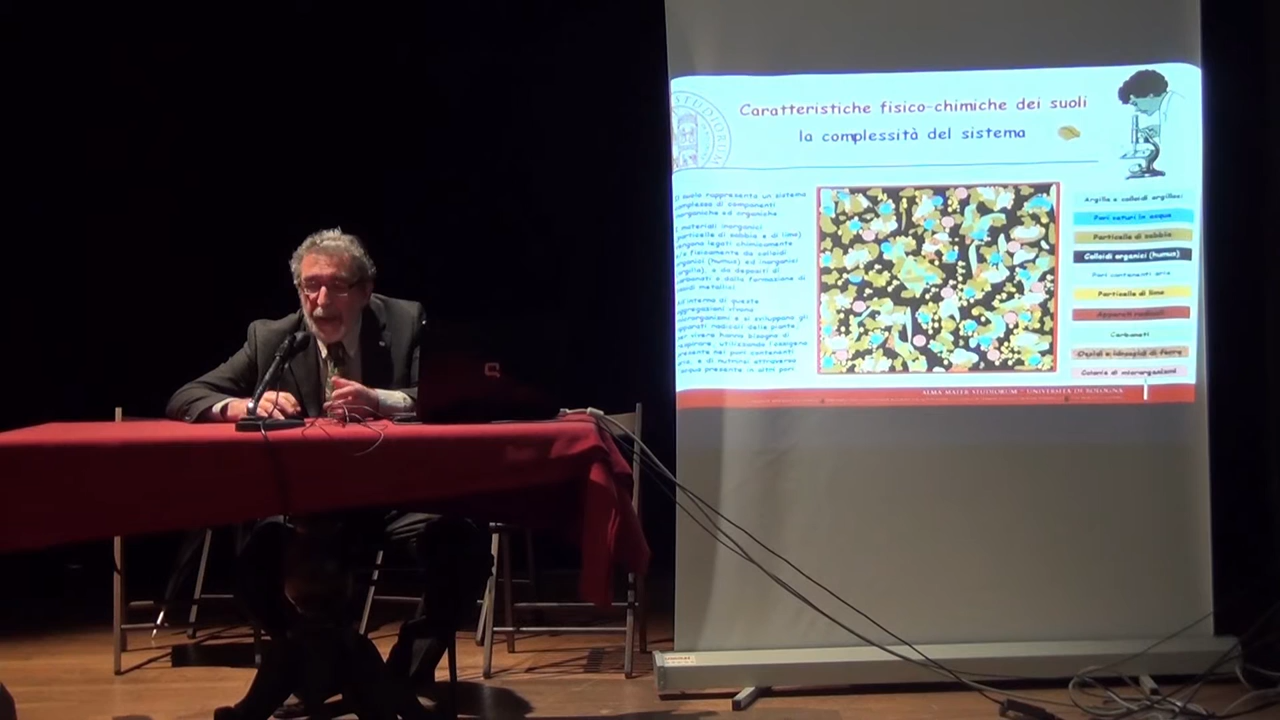 STUDIORUM
Caratteristiche fisico-chimiche dei suoli
la complessità del sistema
Il suolo rappresenta un sistema
complesso di componenti
inorganiche ed organiche
I materiali inorganici
(particelle di sabbia e di limo)
vengono legati chimicamente
e/o fisicamente da colloidi
organici (humus) ed inorganici
(argilla), e da depositi di
carbonati o dalla formazione di
ossidi metallici
All'interno di queste
aggregazioni vivono
microrganismi e si sviluppano gli
apparati radicali delle piante,
per vivere hanno bisogno di
respirare, utilizzando l'ossigeno
presente nei pori contenenti
aria, e di nutrirsi attraverso
l'acqua presente in altri pori
Argilla e colloidi argillosi
Pori saturi in acqua
Particelle di sabbia
Colloidi organici (humus)
Pori contenenti aria
Particelle di limo
Apparati radicali
Carbonati
Ossidi e idrossidi di ferro
Colonie di microrganismi
ALMA MATER STUDIORUM - UNIVERSITÀ DI BOLOGNA